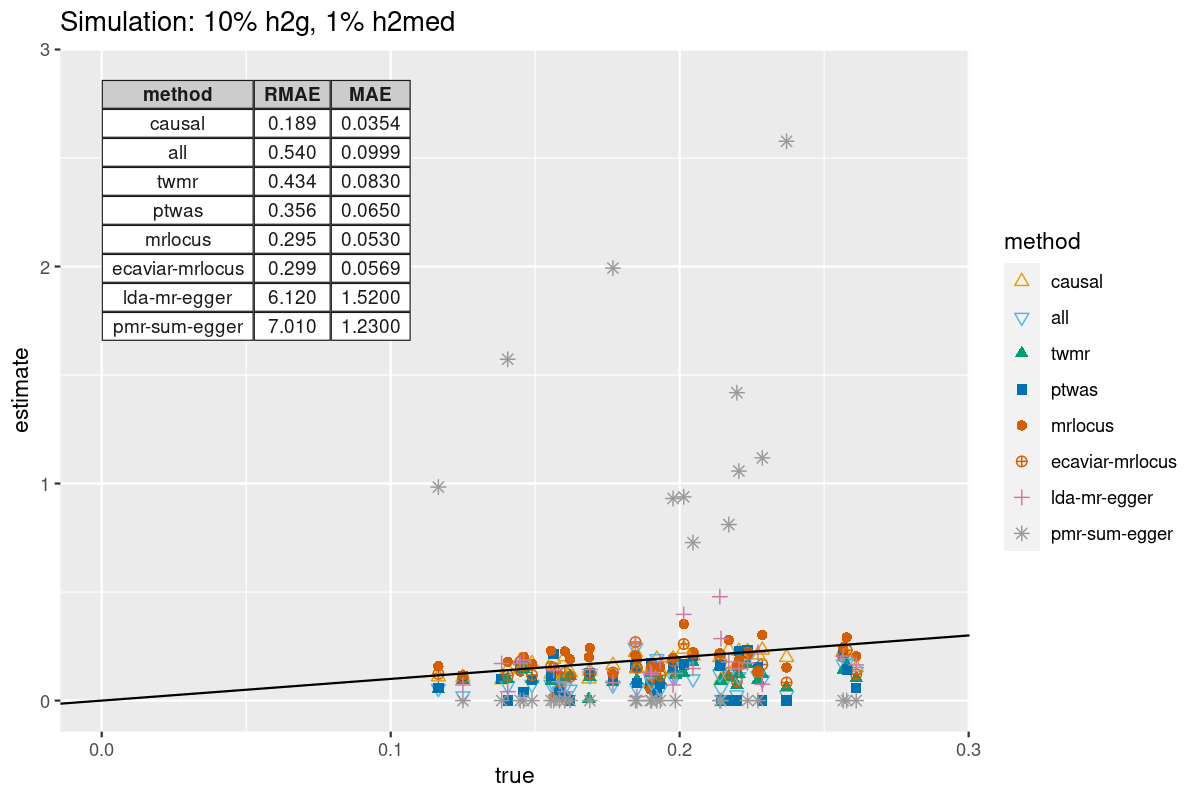 Simulation: 10% h2g, 1% h2med
method RMAE MAE
causal 0.189 0.0354
all 0.540 0.0999
twmr 0.434 0.0830
ptwas 0.356 0.0650
mrlocus 0.295 0.0530
ecaviar-mrlocus 0.299 0.0569
lda-mr-egger 6.120 1.5200
pmr-sum-egger 7.010 1.2300
3
2
1
0
estimate
0.0 0.1 0.2 0.3
true
method
causal
all
twmr
ptwas
mrlocus
ecaviar-mrlocus
lda-mr-egger
pmr-sum-egger